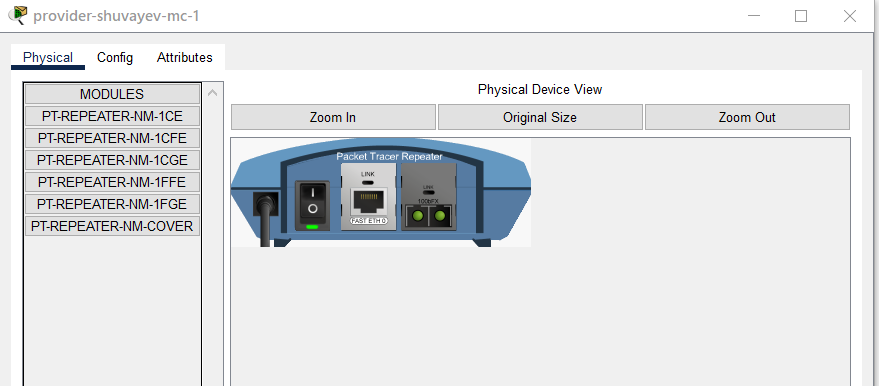 provider-shuvayev-mc-1
Physical Config Attributes
MODULES
PT-REPEATER-NM-1CE
PT-REPEATER-NM-1CFE
PT-REPEATER-NM-1CGE
PT-REPEATER-NM-1FFE
PT-REPEATER-NM-1FGE
PT-REPEATER-NM-COVER
Physical Device View
Zoom In Original Size Zoom Out
Packet Tracer Repeater
LINK
FAST ETH 0
LINK
100bFX